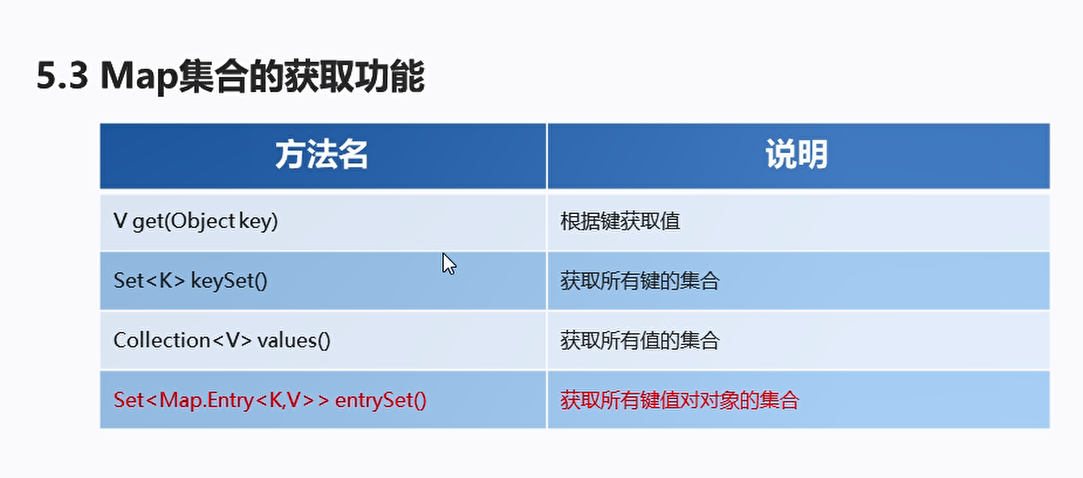 5.3 Map集合的获取功能
方法名 说明
V get(Object key) 根据键获取值
Set<K> keySet() 获取所有键的集合
Collection<V> values() 获取所有值的集合
Set<Map.Entry<K,V>> entrySet() 获取所有键值对对象的集合